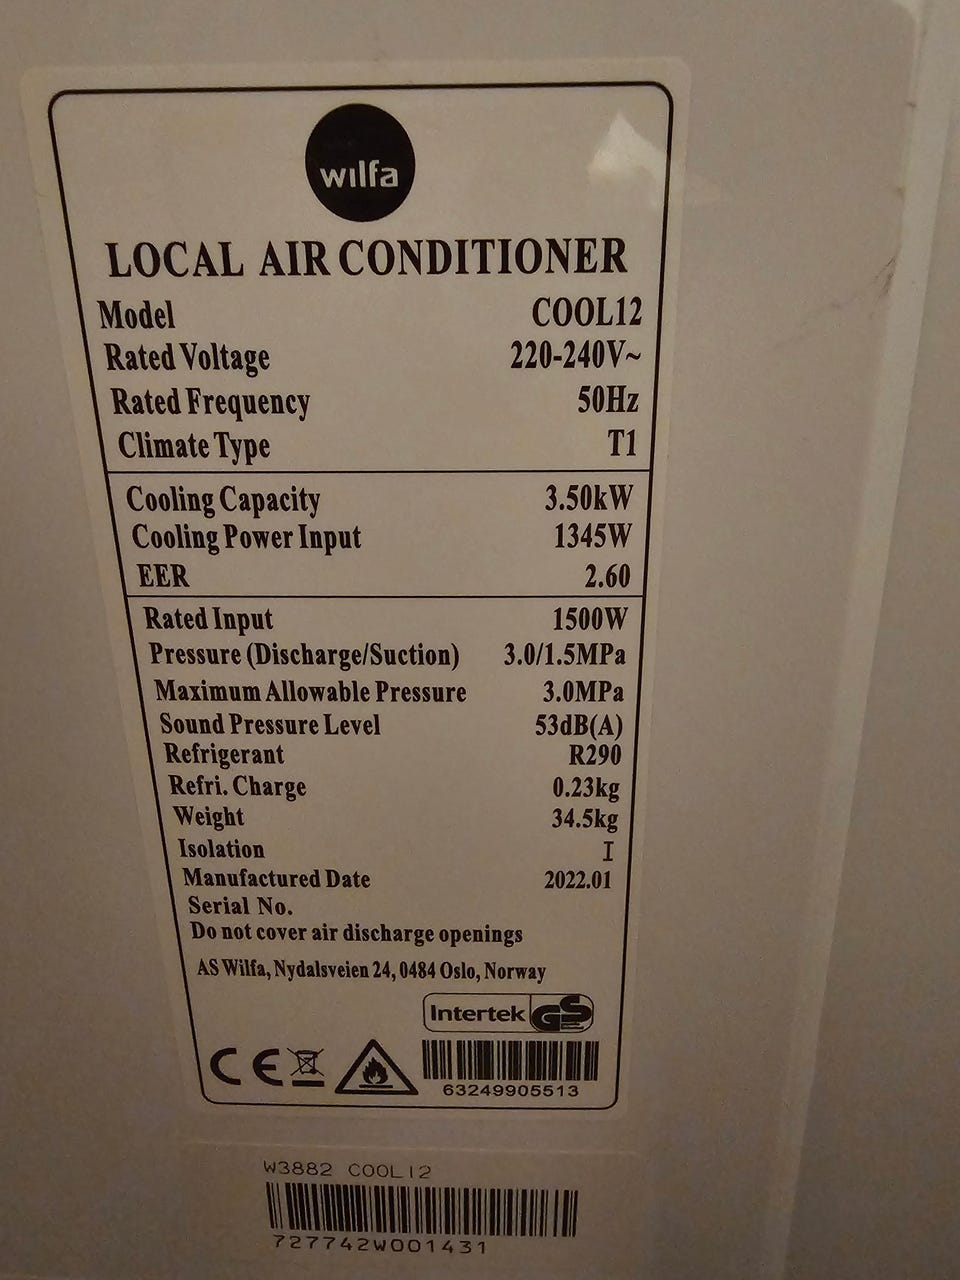 wilfa
LOCAL AIR CONDITIONER
Model COOL12
Rated Voltage 220-240V~
Rated Frequency 50Hz
Climate Type T1
Cooling Capacity 3.50kW
Cooling Power Input 1345W
EER 2.60
Rated Input 1500W
Pressure (Discharge/Suction) 3.0/1.5MPa
Maximum Allowable Pressure 3.0MPa
Sound Pressure Level 53dB(A)
Refrigerant R290
Refri. Charge 0.23kg
Weight 34.5kg
Isolation I
Manufactured Date 2022.01
Serial No.
Do not cover air discharge openings
AS Wilfa, Nydalsveien 24, 0484 Oslo, Norway
Intertek GS
CE
63249905513
W3882 COOL12
727742W001431